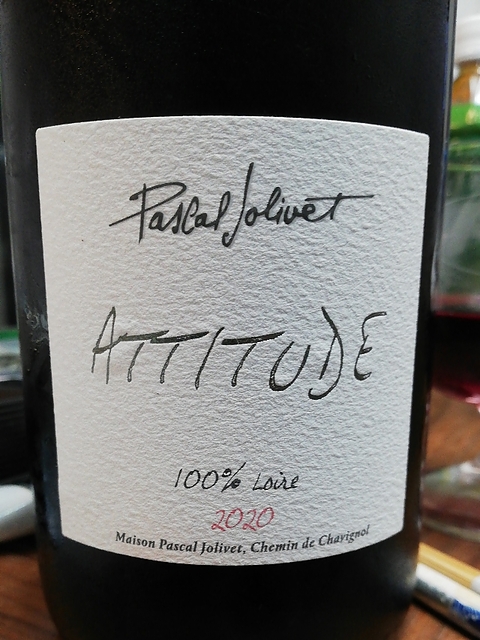 Pascal Jolivet
ATTITUDE
100% Loire
2020
Maison Pascal Jolivet, Chemin de Chavignol